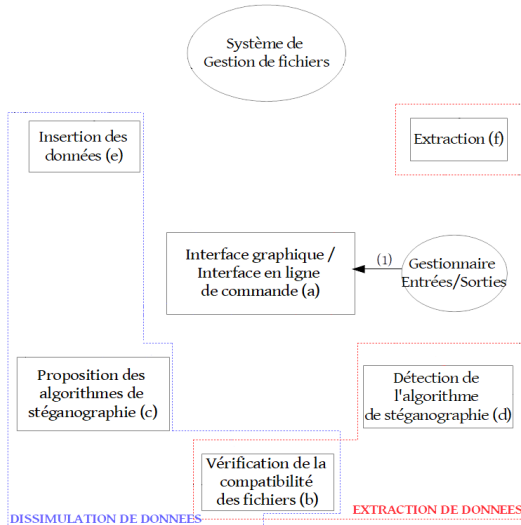 Système de
Gestion de fichiers
Insertion des
données (e)
Extraction (f)
Interface graphique /
Interface en ligne
de commande (a)
(1)
Gestionnaire
Entrées/Sorties
Proposition des
algorithmes de
stéganographie (c)
Détection de
l'algorithme
de stéganographie (d)
Vérification de la
compatibilité
des fichiers (b)
DISSIMULATION DE DONNEES
EXTRACTION DE DONNEES